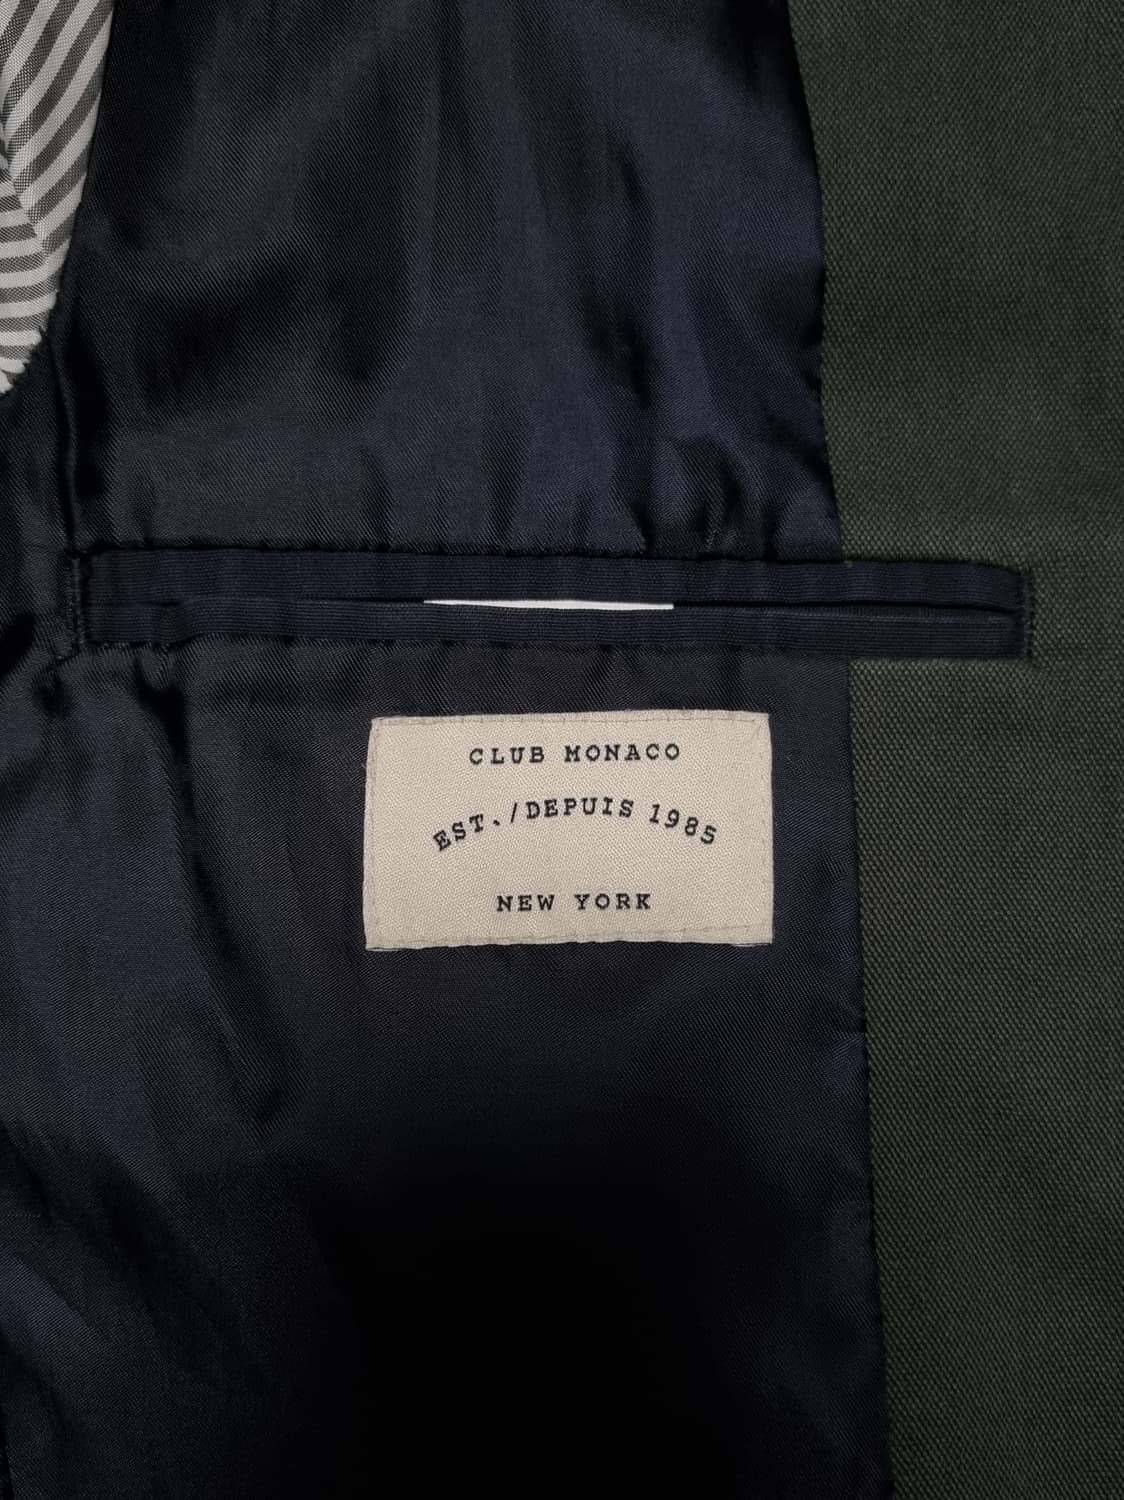 CLUB MONACO
EST./DEPUIS 1985
NEW YORK